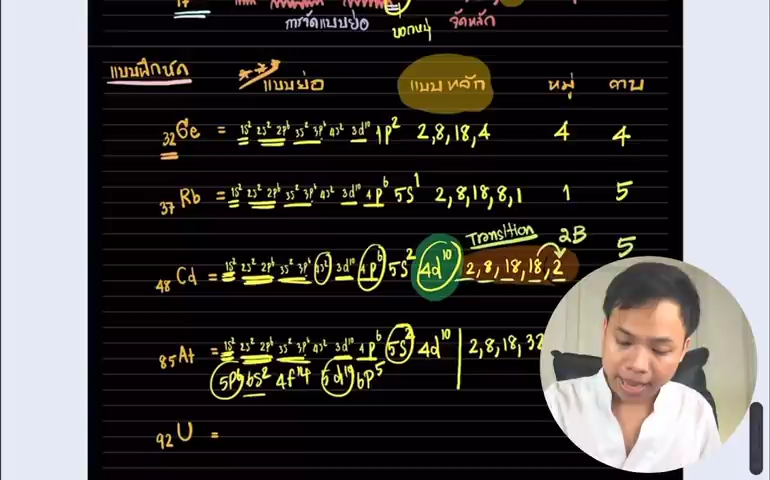 การจัดแบบย่อ บอกหมู่ จัดหลัก
แบบฝึกหัด แบบย่อ แบบหลัก หมู่ คาบ
32Ge = 1s² 2s² 2p⁶ 3s² 3p⁶ 4s² 3d¹⁰ 4p² 2,8,18,4 4 4
37Rb = 1s² 2s² 2p⁶ 3s² 3p⁶ 4s² 3d¹⁰ 4p⁶ 5s¹ 2,8,18,8,1 1 5
Transition 2B
48Cd = 1s² 2s² 2p⁶ 3s² 3p⁶ 4s² 3d¹⁰ 4p⁶ 5s² 4d¹⁰ 2,8,18,18,2 5
85At = 1s² 2s² 2p⁶ 3s² 3p⁶ 4s² 3d¹⁰ 4p⁶ 5s² 4d¹⁰ 2,8,18,32
5p⁶ 6s² 4f¹⁴ 5d¹⁰ 6p⁵
92U =